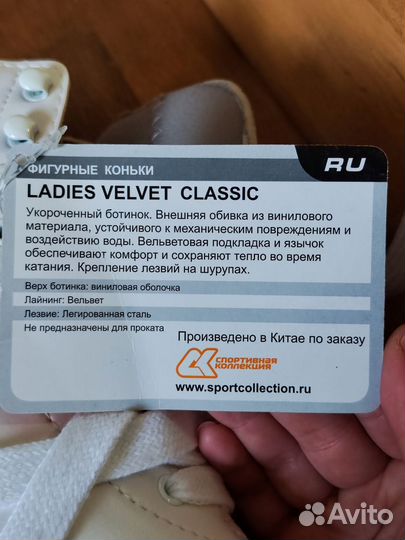 ФИГУРНЫЕ КОНЬКИ
RU
LADIES VELVET CLASSIC
Укороченный ботинок. Внешняя обивка из винилового
материала, устойчивого к механическим повреждениям и
воздействию воды. Вельветовая подкладка и язычок
обеспечивают комфорт и сохраняют тепло во время
катания. Крепление лезвий на шурупах.
Верх ботинка: виниловая оболочка
Лайнинг: Вельвет
Лезвие: Легированная сталь
Не предназначены для проката
Произведено в Китае по заказу
СПОРТИВНАЯ
КОЛЛЕКЦИЯ
www.sportcollection.ru
Avito